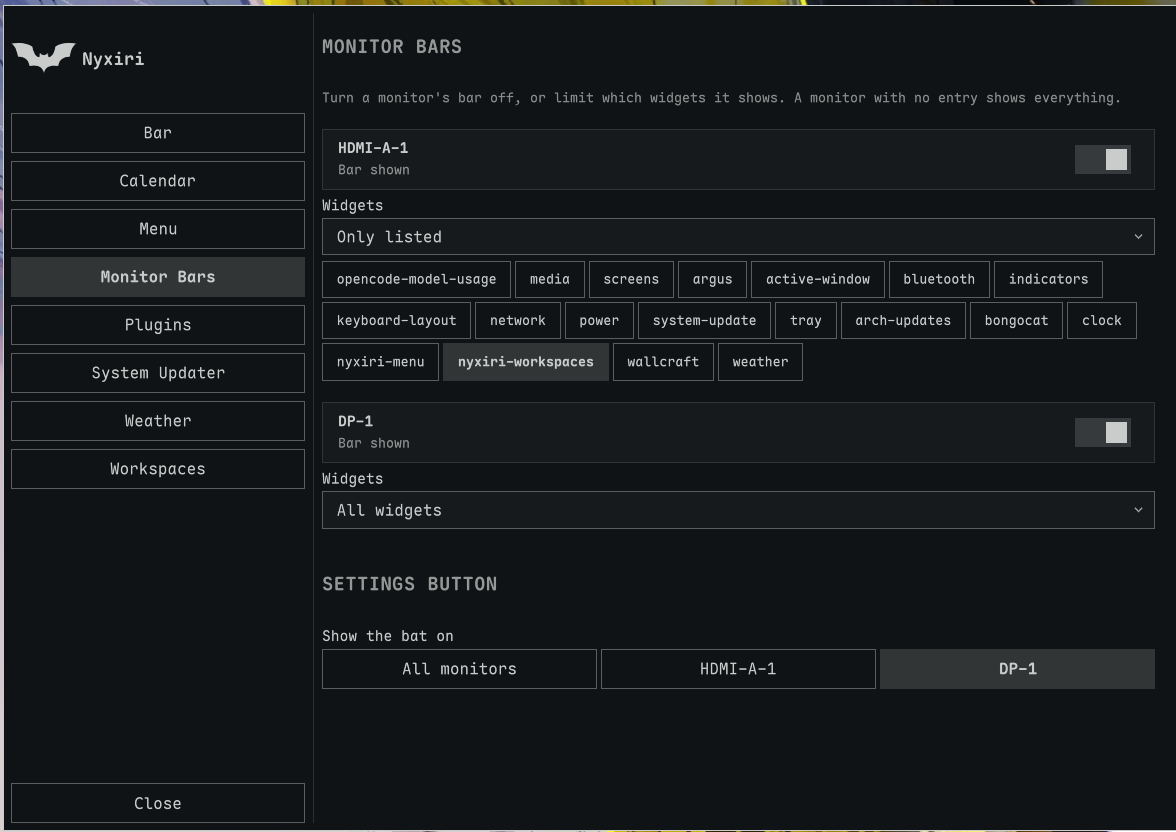 Nyxiri
Bar
Calendar
Menu
Monitor Bars
Plugins
System Updater
Weather
Workspaces
Close
MONITOR BARS
Turn a monitor's bar off, or limit which widgets it shows. A monitor with no entry shows everything.
HDMI-A-1
Bar shown
Widgets
Only listed
opencode-model-usage media screens argus active-window bluetooth indicators
keyboard-layout network power system-update tray arch-updates bongocat clock
nyxiri-menu nyxiri-workspaces wallcraft weather
DP-1
Bar shown
Widgets
All widgets
SETTINGS BUTTON
Show the bat on
All monitors HDMI-A-1 DP-1